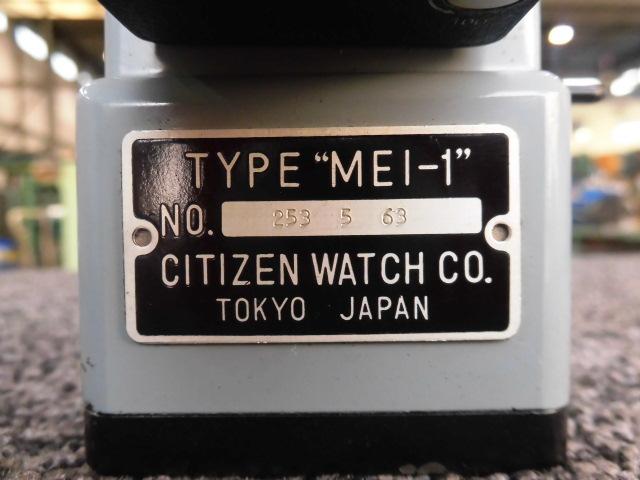 TYPE “MEI-1”
NO. 253 5 63
CITIZEN WATCH CO.
TOKYO JAPAN